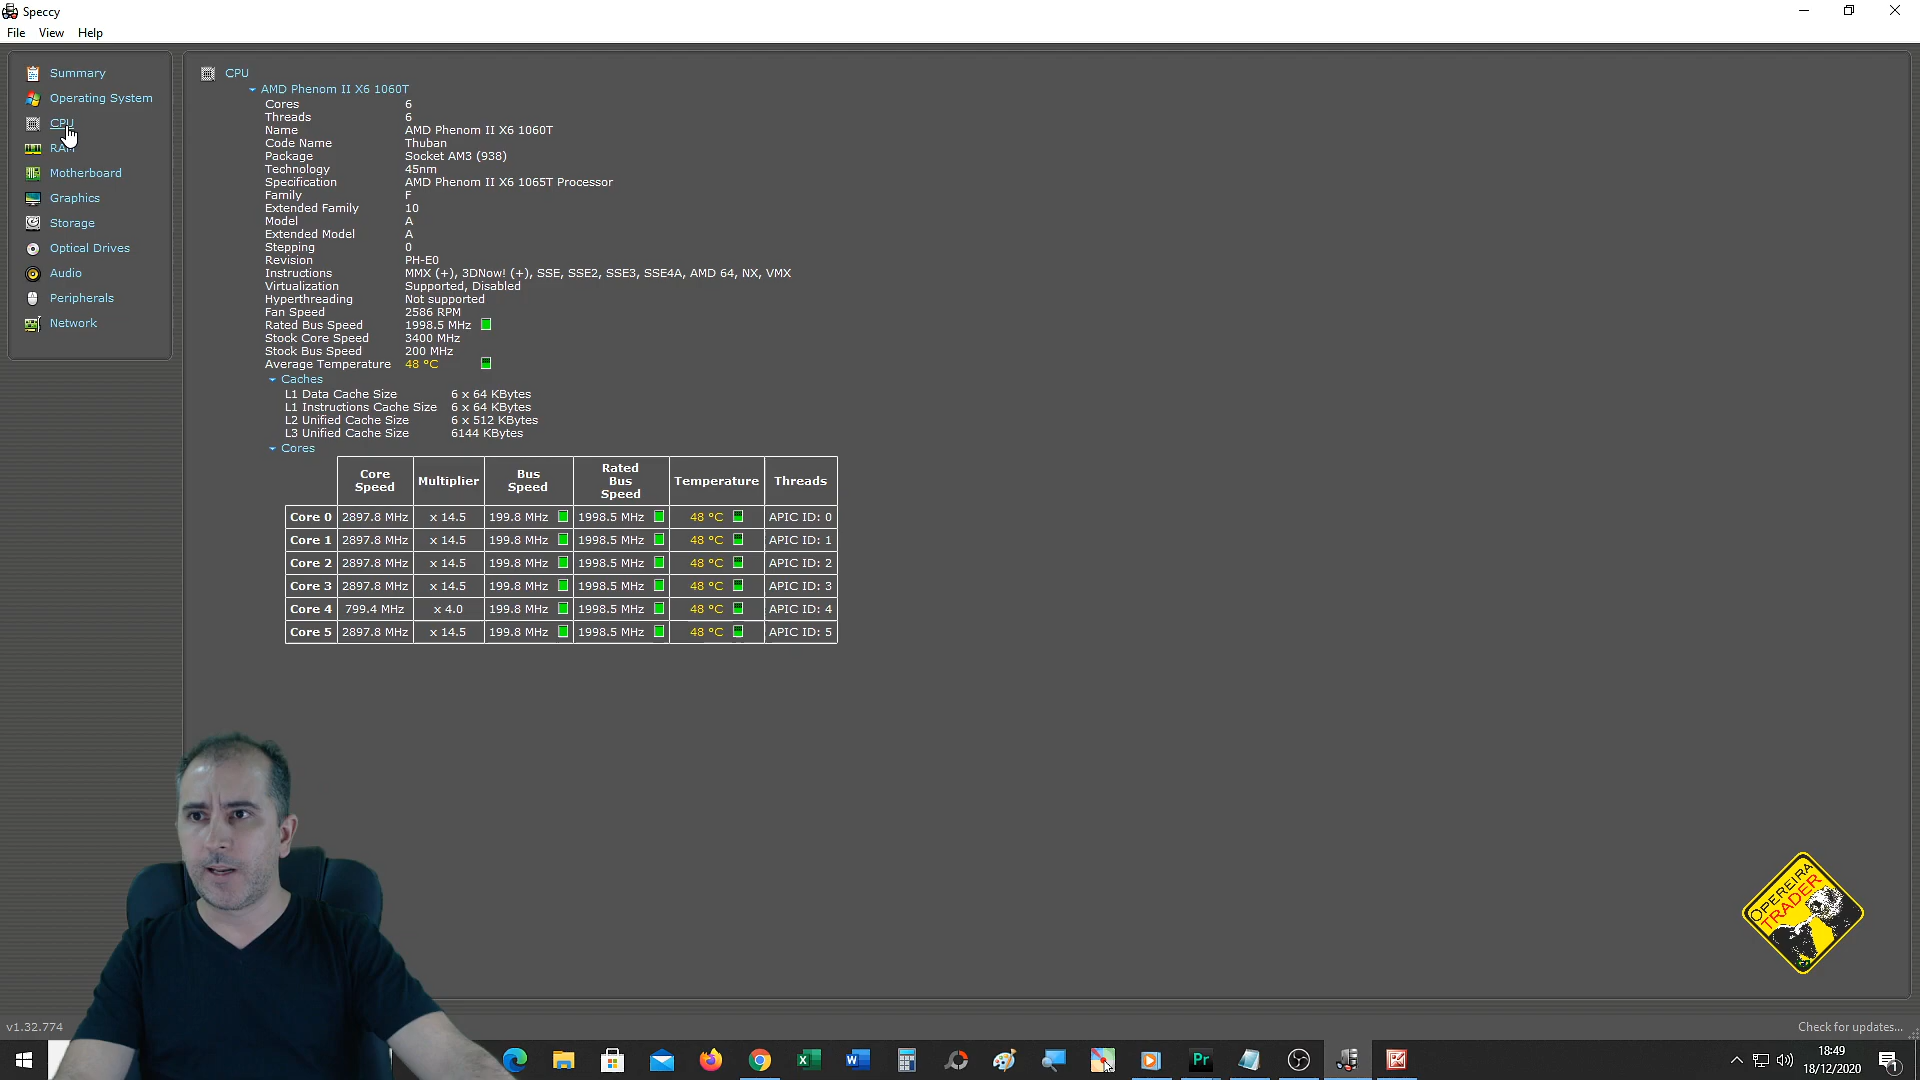 Speccy
File View Help
Summary
Operating System
CPU
RAM
Motherboard
Graphics
Storage
Optical Drives
Audio
Peripherals
Network
CPU
AMD Phenom II X6 1060T
Cores 6
Threads 6
Name AMD Phenom II X6 1060T
Code Name Thuban
Package Socket AM3 (938)
Technology 45nm
Specification AMD Phenom II X6 1065T Processor
Family F
Extended Family 10
Model A
Extended Model A
Stepping 0
Revision PH-E0
Instructions MMX (+), 3DNow! (+), SSE, SSE2, SSE3, SSE4A, AMD 64, NX, VMX
Virtualization Supported, Disabled
Hyperthreading Not supported
Fan Speed 2586 RPM
Rated Bus Speed 1998.5 MHz
Stock Core Speed 3400 MHz
Stock Bus Speed 200 MHz
Average Temperature 48 °C
Caches
L1 Data Cache Size 6 x 64 KBytes
L1 Instructions Cache Size 6 x 64 KBytes
L2 Unified Cache Size 6 x 512 KBytes
L3 Unified Cache Size 6144 KBytes
Cores
Core Speed Multiplier Bus Speed Rated Bus Speed Temperature Threads
Core 0 2897.8 MHz x 14.5 199.8 MHz 1998.5 MHz 48 °C APIC ID: 0
Core 1 2897.8 MHz x 14.5 199.8 MHz 1998.5 MHz 48 °C APIC ID: 1
Core 2 2897.8 MHz x 14.5 199.8 MHz 1998.5 MHz 48 °C APIC ID: 2
Core 3 2897.8 MHz x 14.5 199.8 MHz 1998.5 MHz 48 °C APIC ID: 3
Core 4 799.4 MHz x 4.0 199.8 MHz 1998.5 MHz 48 °C APIC ID: 4
Core 5 2897.8 MHz x 14.5 199.8 MHz 1998.5 MHz 48 °C APIC ID: 5
OPEREIRA
TRADER
v1.32.774
Check for updates...
Pr
18:49
18/12/2020
1